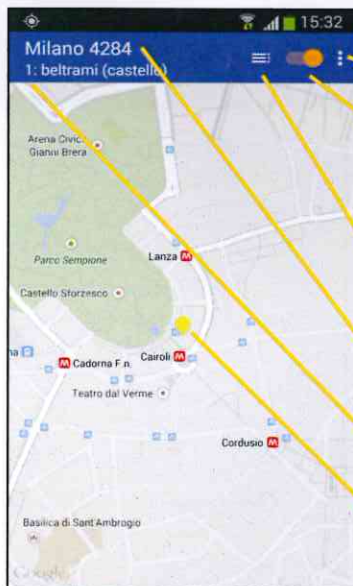 15:32
Milano 4284
1: beltrami (castello)
Arena Civica
Gianni Brera
Parco Sempione
Lanza M
Castello Sforzesco
na
M Cadorna F.n.
Cairoli M
Teatro dal Verme
Cordusio M
Basilica di Sant'Ambrogio
Google